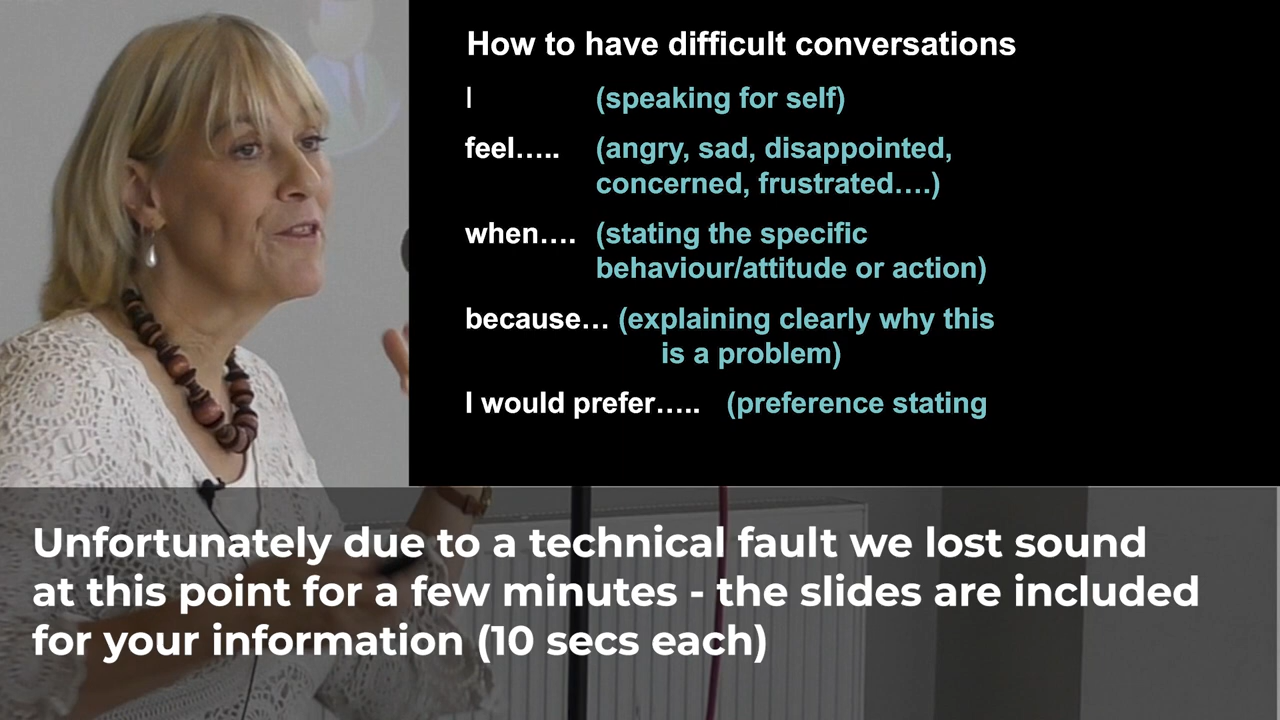 How to have difficult conversations
I (speaking for self)
feel….. (angry, sad, disappointed,
concerned, frustrated….)
when…. (stating the specific
behaviour/attitude or action)
because… (explaining clearly why this
is a problem)
I would prefer….. (preference stating
Unfortunately due to a technical fault we lost sound
at this point for a few minutes - the slides are included
for your information (10 secs each)